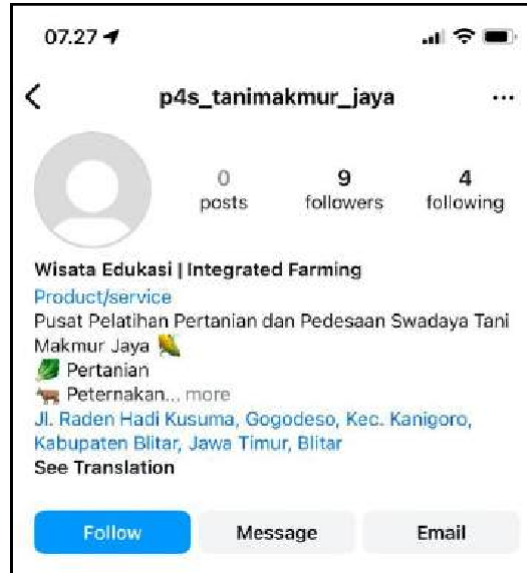 07.27
p4s_tanimakmur_jaya
...
0 posts
9 followers
4 following
Wisata Edukasi | Integrated Farming
Product/service
Pusat Pelatihan Pertanian dan Pedesaan Swadaya Tani
Makmur Jaya 🌽
🥬 Pertanian
🐂 Peternakan... more
Jl. Raden Hadi Kusuma, Gogodeso, Kec. Kanigoro,
Kabupaten Blitar, Jawa Timur, Blitar
See Translation
Follow
Message
Email